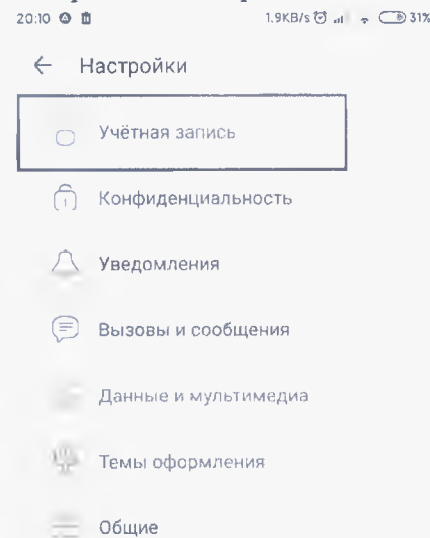 20:10 1.9KB/s 31%
Настройки
Учётная запись
Конфиденциальность
Уведомления
Вызовы и сообщения
Данные и мультимедиа
Темы оформления
Общие